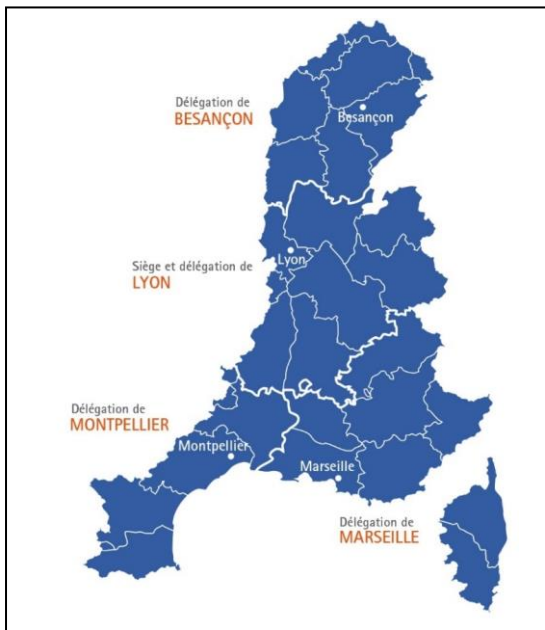 Délégation de
BESANÇON
Besançon
Lyon
Siège et délégation de
LYON
Délégation de
MONTPELLIER
Montpellier
Marseille
Délégation de
MARSEILLE